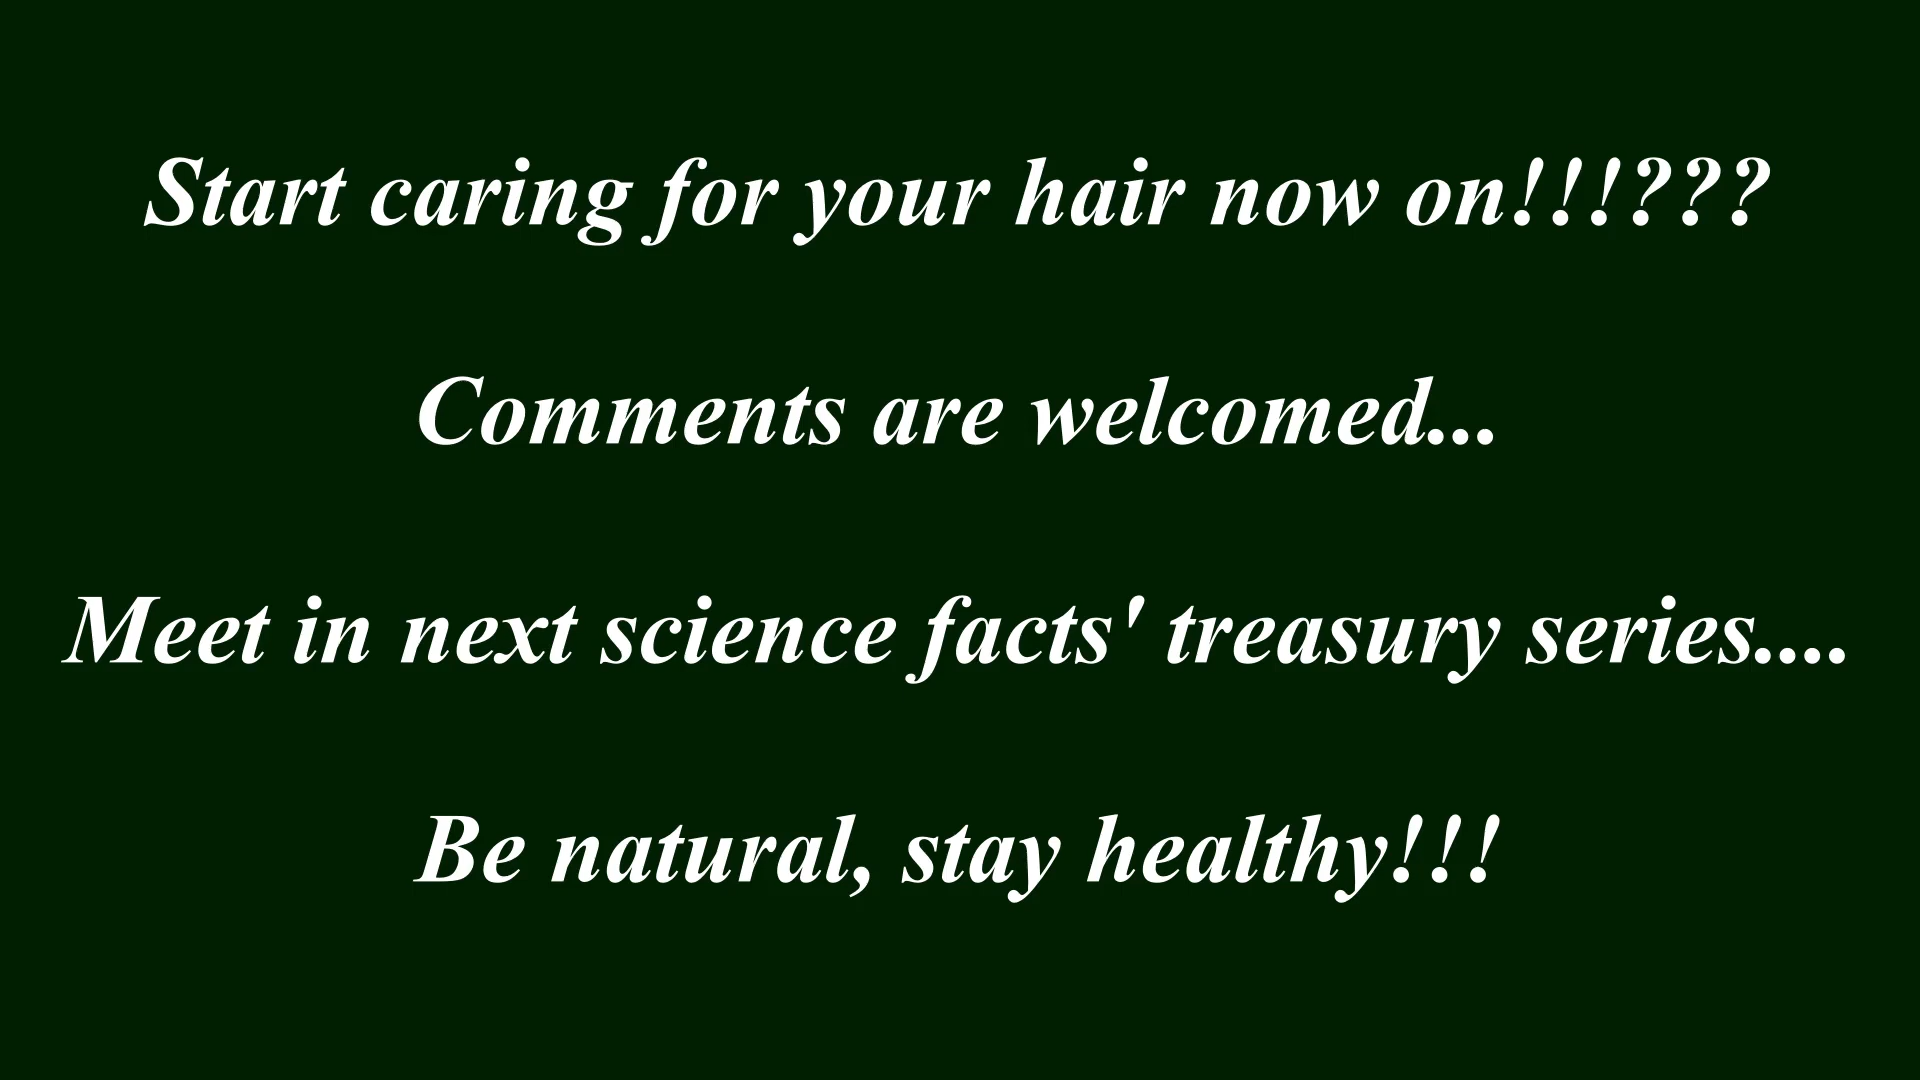 Start caring for your hair now on!!!???
Comments are welcomed...
Meet in next science facts' treasury series....
Be natural, stay healthy!!!